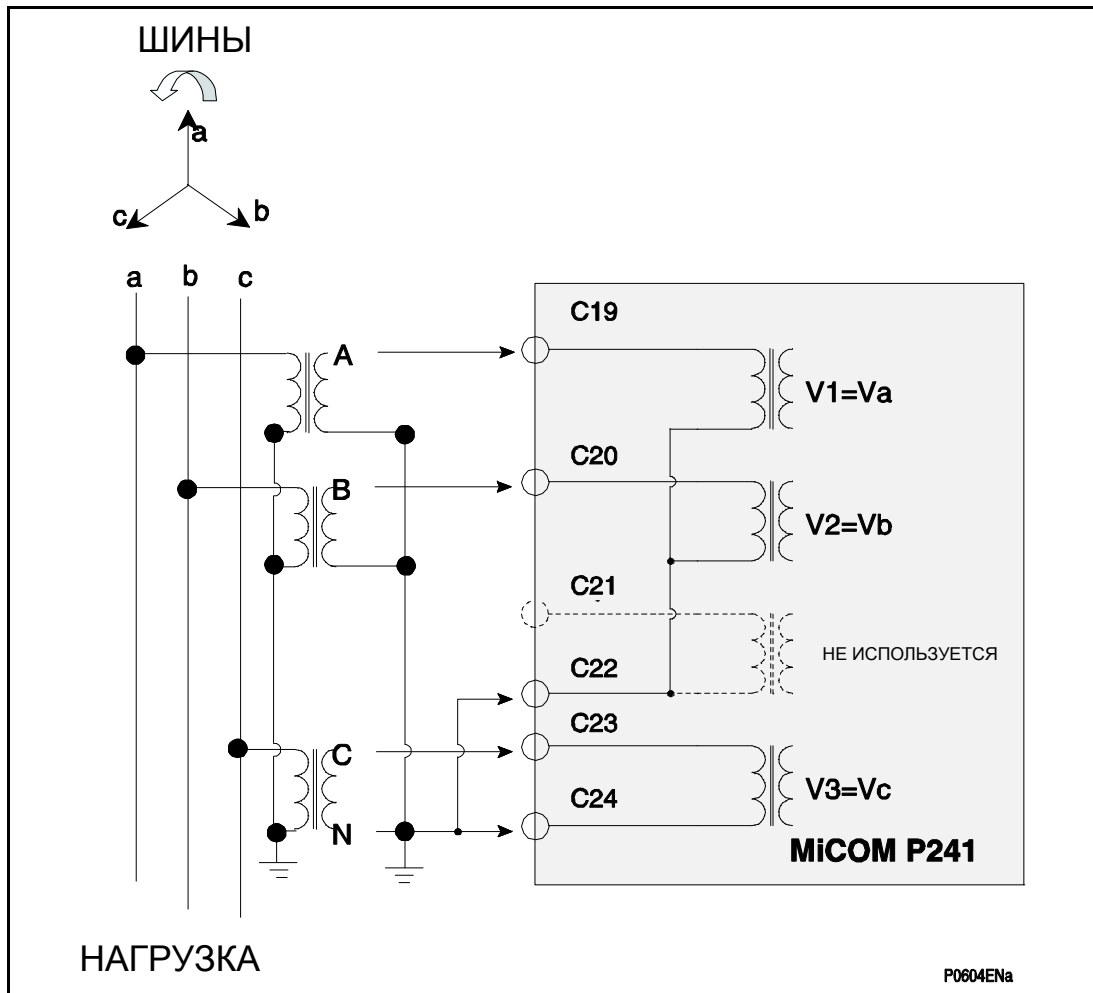 ШИНЫ
a
c b
a b c
C19
A
V1=Va
C20
B
V2=Vb
C21
НЕ ИСПОЛЬЗУЕТСЯ
C22
C23
C
V3=Vc
C24
N
MiCOM P241
НАГРУЗКА
P0604ENa